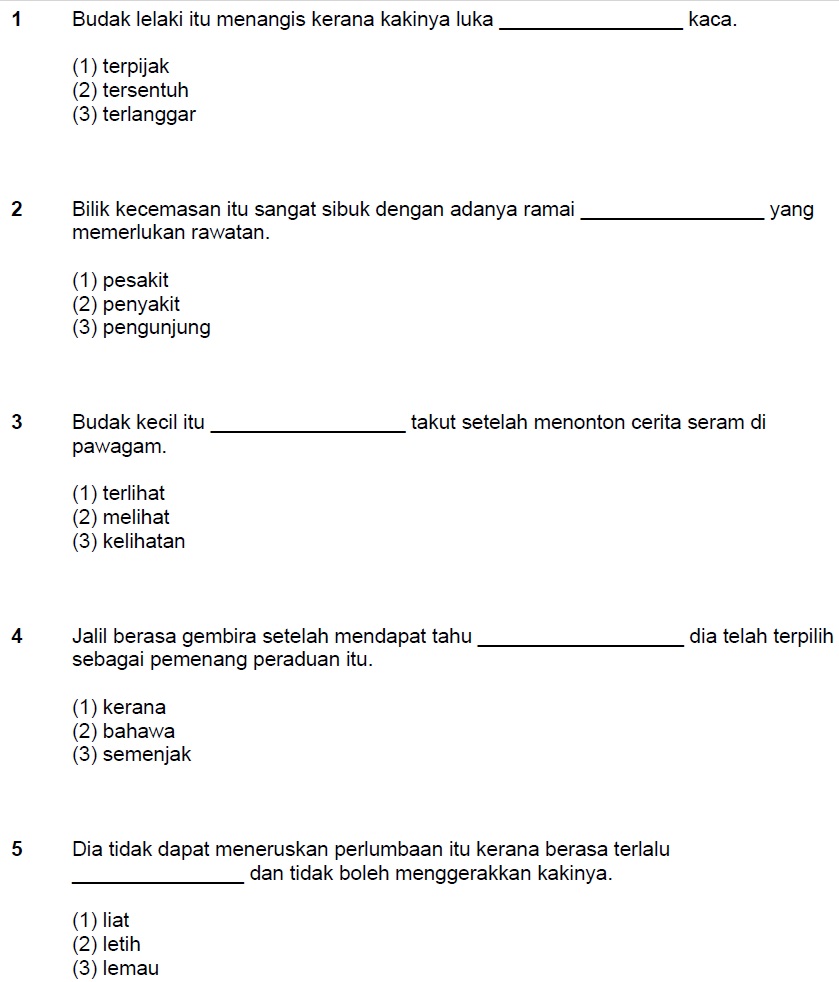 1 Budak lelaki itu menangis kerana kakinya luka _________________ kaca.
(1) terpijak
(2) tersentuh
(3) terlanggar
2 Bilik kecemasan itu sangat sibuk dengan adanya ramai _________________ yang
memerlukan rawatan.
(1) pesakit
(2) penyakit
(3) pengunjung
3 Budak kecil itu __________________ takut setelah menonton cerita seram di
pawagam.
(1) terlihat
(2) melihat
(3) kelihatan
4 Jalil berasa gembira setelah mendapat tahu ___________________ dia telah terpilih
sebagai pemenang peraduan itu.
(1) kerana
(2) bahawa
(3) semenjak
5 Dia tidak dapat meneruskan perlumbaan itu kerana berasa terlalu
________________ dan tidak boleh menggerakkan kakinya.
(1) liat
(2) letih
(3) lemau